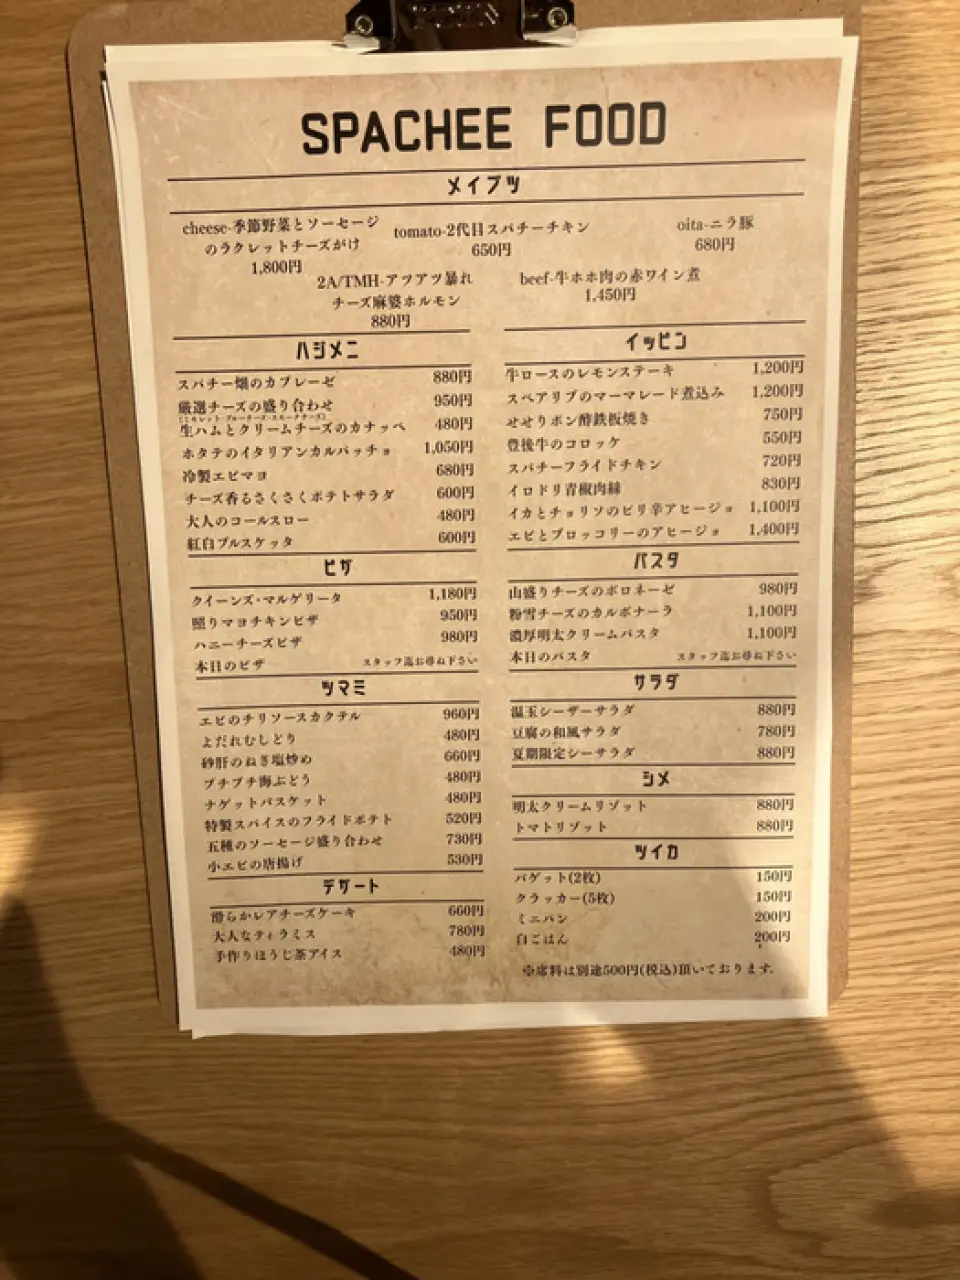 SPACHEE FOOD
メイブツ
cheese-季節野菜とソーセージ
のラクレットチーズがけ
1,800円
tomato-2代目スパチーチキン
650円
oita-ニラ豚
680円
2A/TMH-アツアツ暴れ
チーズ麻婆ホルモン
880円
beef-牛ホホ肉の赤ワイン煮
1,450円
ハジメニ
スパチー畑のカプレーゼ 880円
厳選チーズの盛り合わせ 950円
生ハムとクリームチーズのカナッペ 480円
ホタテのイタリアンカルパッチョ 1,050円
冷製エビマヨ 680円
チーズ香るさくさくポテトサラダ 600円
大人のコールスロー 480円
紅白ブルスケッタ 600円
ピザ
クイーンズ・マルゲリータ 1,180円
照りマヨチキンピザ 950円
ハニーチーズピザ 980円
本日のピザ スタッフ迄お尋ね下さい
ツマミ
エビのチリソースカクテル 960円
よだれむしどり 480円
砂肝のねぎ塩炒め 660円
プチプチ海ぶどう 480円
ナゲットバスケット 480円
特製スパイスのフライドポテト 520円
五種のソーセージ盛り合わせ 730円
小エビの唐揚げ 530円
デザート
滑らかレアチーズケーキ 660円
大人なティラミス 780円
手作りほうじ茶アイス 480円
イッピン
牛ロースのレモンステーキ 1,200円
スペアリブのマーマレード煮込み 1,200円
せせりポン酢鉄板焼き 750円
豊後牛のコロッケ 550円
スパチーフライドチキン 720円
イロドリ青椒肉絲 830円
イカとチョリソのピリ辛アヒージョ 1,100円
エビとブロッコリーのアヒージョ 1,400円
パスタ
山盛りチーズのボロネーゼ 980円
粉雪チーズのカルボナーラ 1,100円
濃厚明太クリームパスタ 1,100円
本日のパスタ スタッフ迄お尋ね下さい
サラダ
温玉シーザーサラダ 880円
豆腐の和風サラダ 780円
夏期限定シーサラダ 880円
シメ
明太クリームリゾット 880円
トマトリゾット 880円
ツイカ
バゲット(2枚) 150円
クラッカー(5枚) 150円
ミニパン 200円
白ごはん 200円
※席料は別途500円(税込)頂いております。